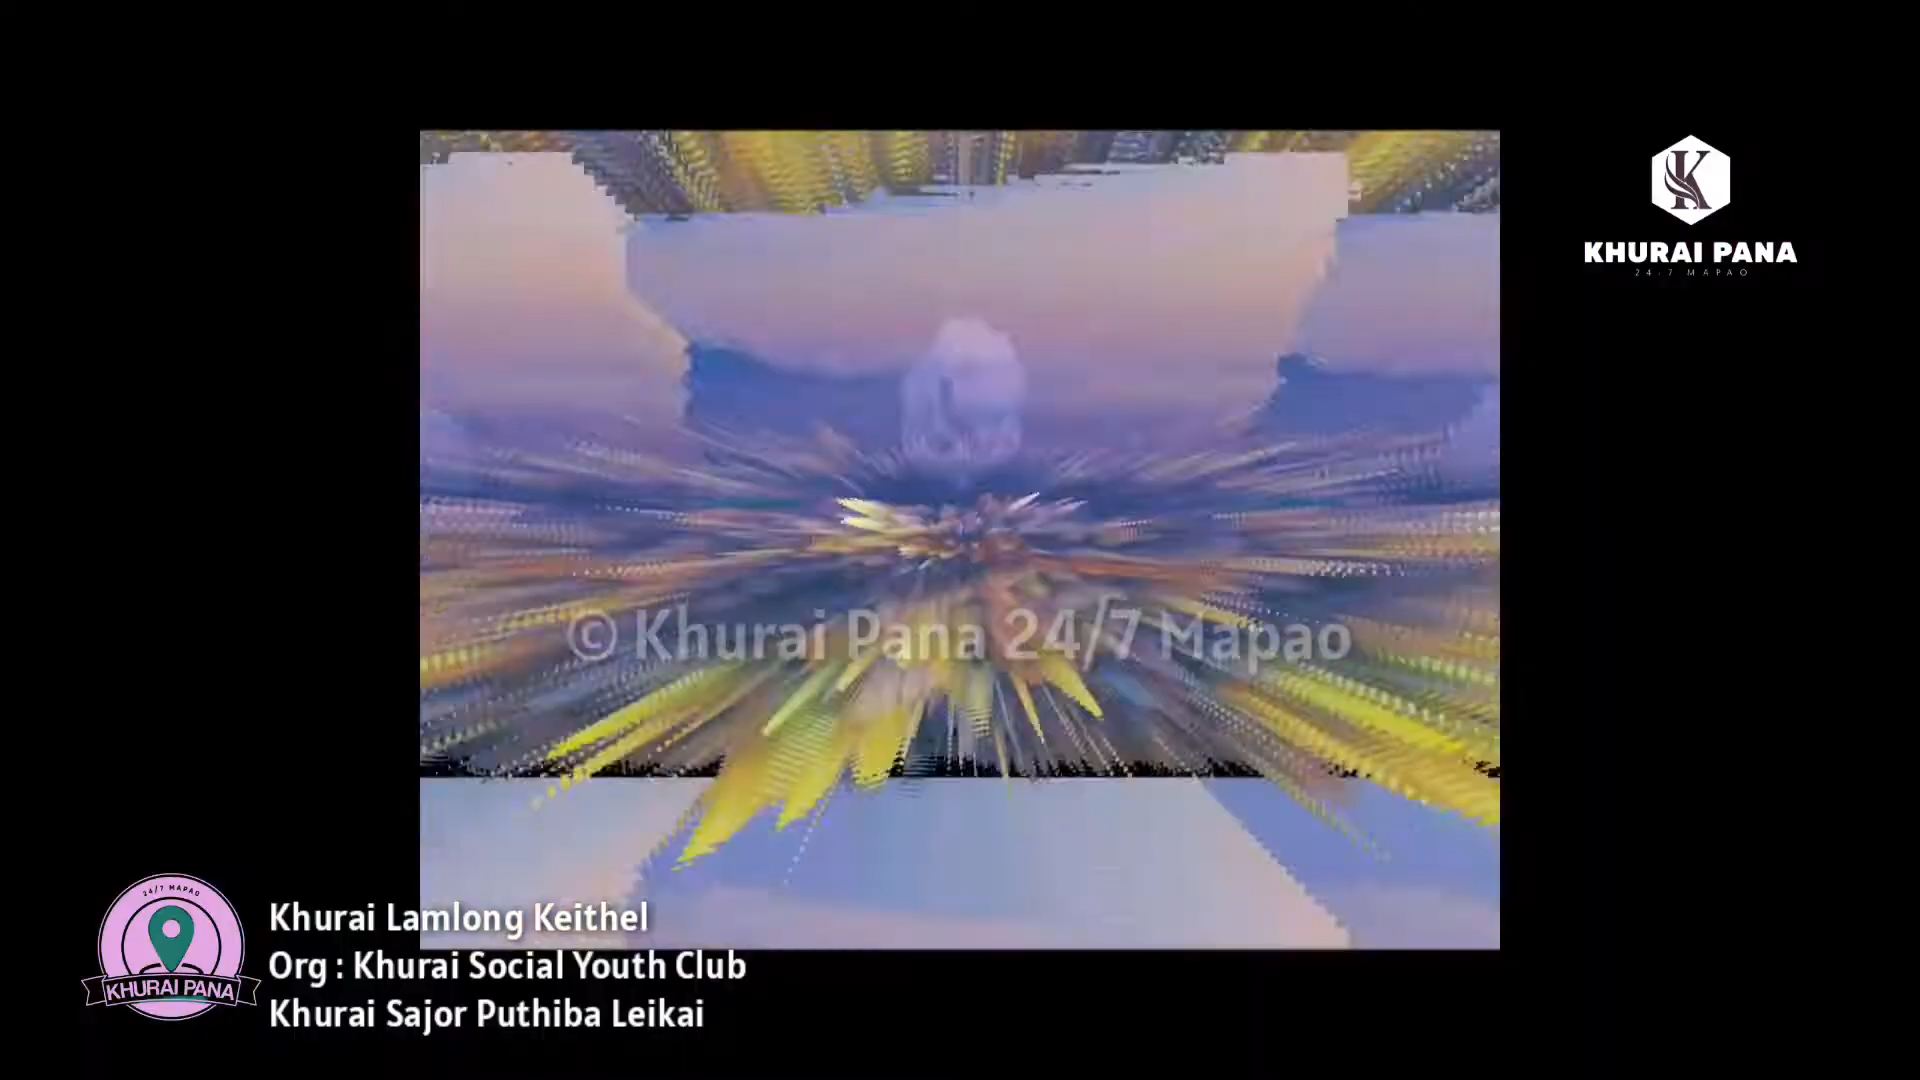 KHURAI PANA
24·7 MAPAO
© Khurai Pana 24/7 Mapao
24/7 MAPAO
KHURAI PANA
Khurai Lamlong Keithel
Org : Khurai Social Youth Club
Khurai Sajor Puthiba Leikai